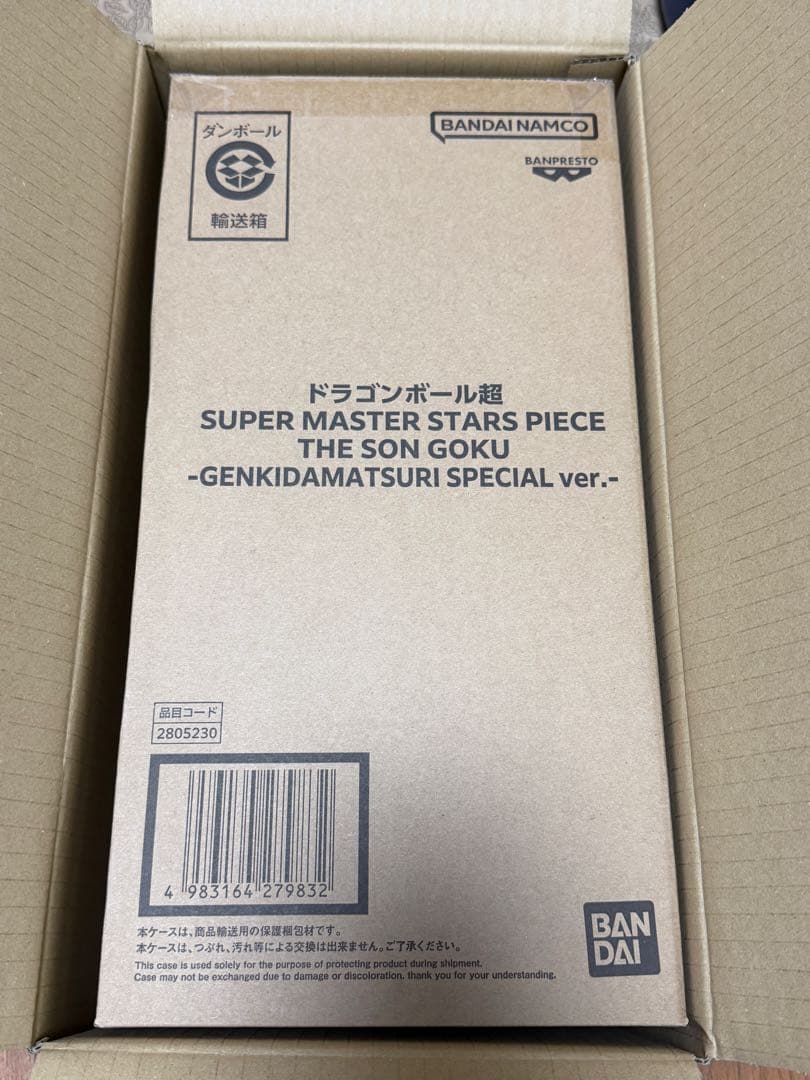 ダンボール
輸送箱
BANDAI NAMCO
BANPRESTO
ドラゴンボール超
SUPER MASTER STARS PIECE
THE SON GOKU
-GENKIDAMATSURI SPECIAL ver.-
品目コード
2805230
4 983164 279832
本ケースは、商品輸送用の保護梱包材です。
本ケースは、つぶれ、汚れ等による交換は出来ません。ご了承ください。
This case is used solely for the purpose of protecting product during shipment.
Case may not be exchanged due to damage or discoloration. thank you for your understanding.
BAN
DAI